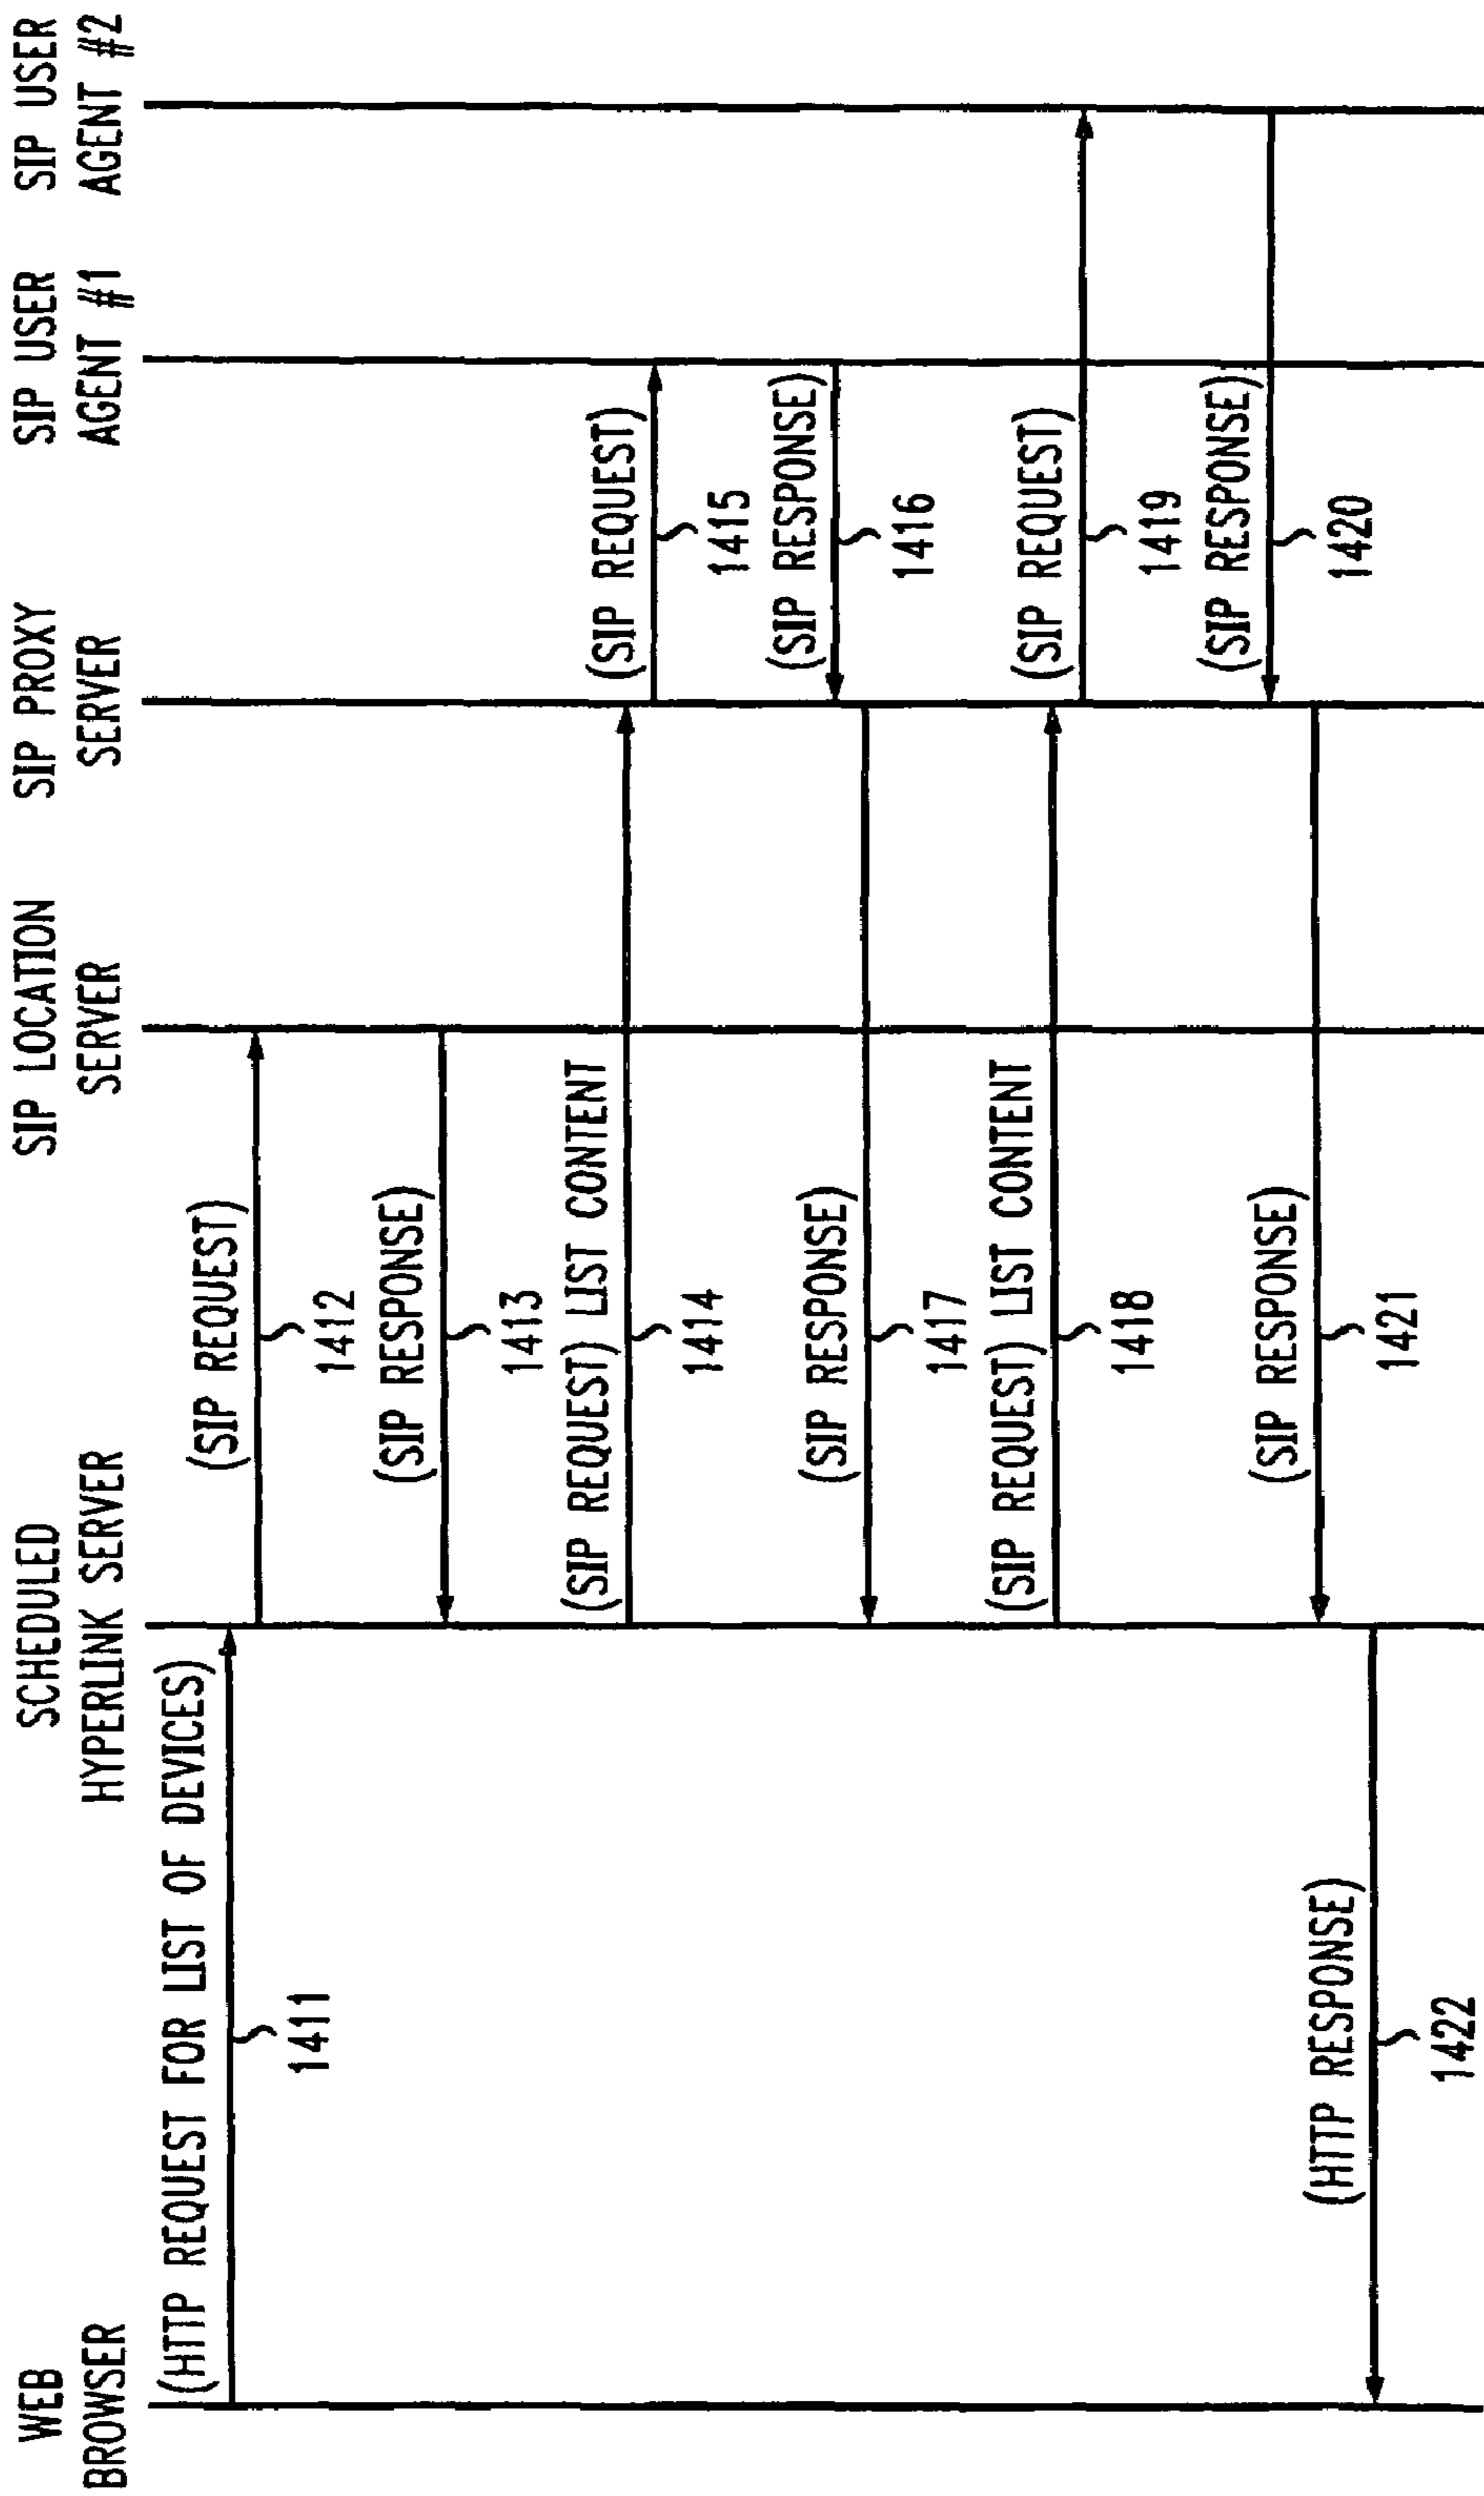 WEB
BROWSER
SCHEDULED
HYPERLINK SERVER
SIP LOCATION
SERVER
SIP PROXY
SERVER
SIP USER
AGENT #1
SIP USER
AGENT #2
(HTTP REQUEST FOR LIST OF DEVICES)
1411
(SIP REQUEST)
1412
(SIP RESPONSE)
1413
(SIP REQUEST) LIST CONTENT
1414
(SIP REQUEST)
1415
(SIP RESPONSE)
1416
(SIP RESPONSE)
1417
(SIP REQUEST) LIST CONTENT
1418
(SIP REQUEST)
1419
(SIP RESPONSE)
1420
(SIP RESPONSE)
1421
(HTTP RESPONSE)
1422